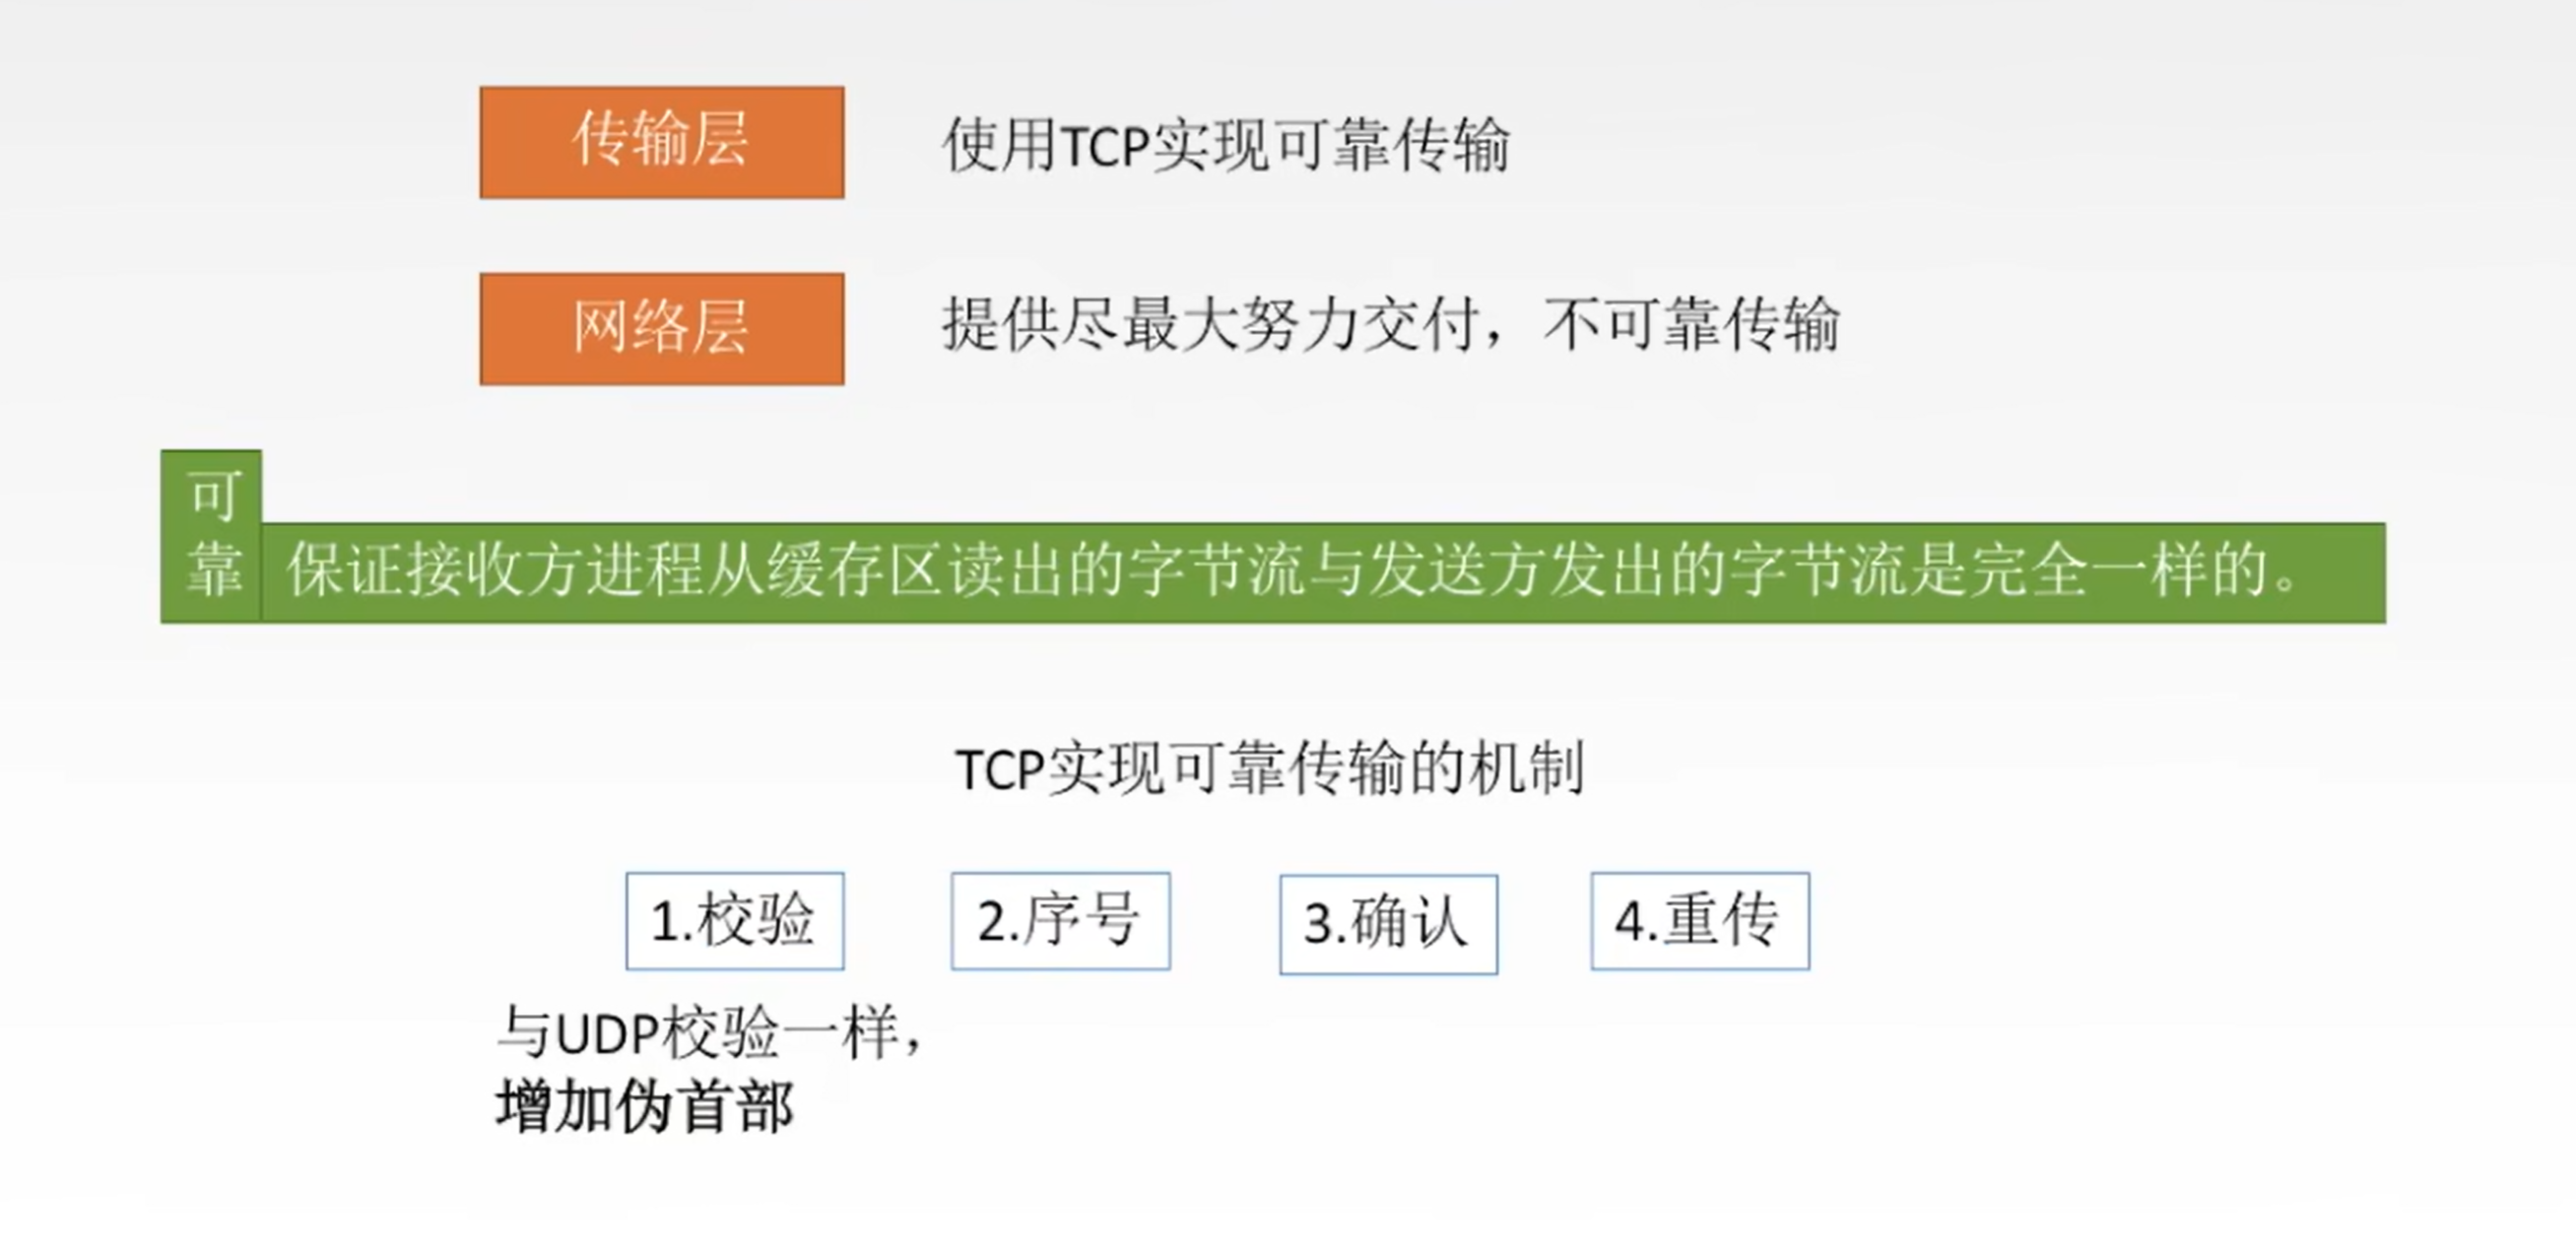 传输层
使用TCP实现可靠传输
网络层
提供尽最大努力交付，不可靠传输
可靠
保证接收方进程从缓存区读出的字节流与发送方发出的字节流是完全一样的。
TCP实现可靠传输的机制
1.校验
2.序号
3.确认
4.重传
与UDP校验一样，
增加伪首部